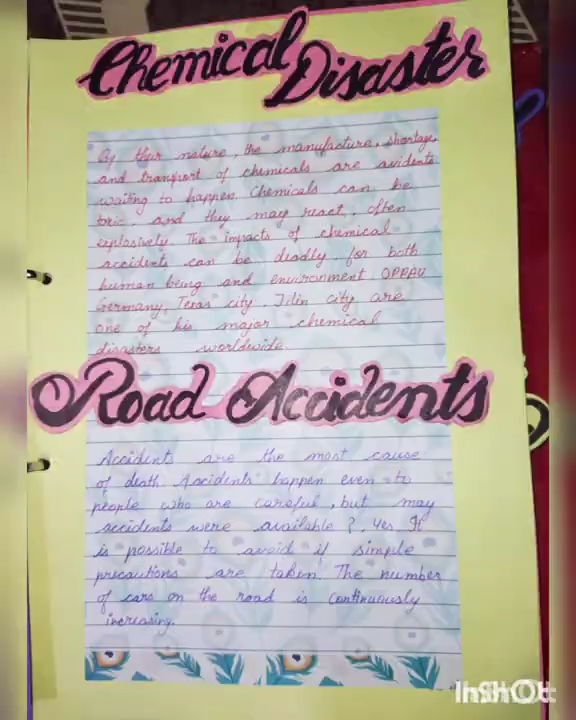 Chemical
Disaster
By thur nature, the manufacture, shortage,
and transport of chemicals are avidents
waiting to happen. Chemicals can be
toxic, and they may react, often
explosively. The impacts of chemical
accidents can be deadly, for both
human being and environment OPPAU
Germany, Texas city, Jilin city are
one of his major chemical
disasters worldwide.
Road Accidents
Accidents are the most cause
of death Accidents happen even to
people who are careful, but may
accidents were available ? Yes, It
is possible to avoid if simple
precautions are taken. The number
of cars on the road is continuously
increasing.
InShOt